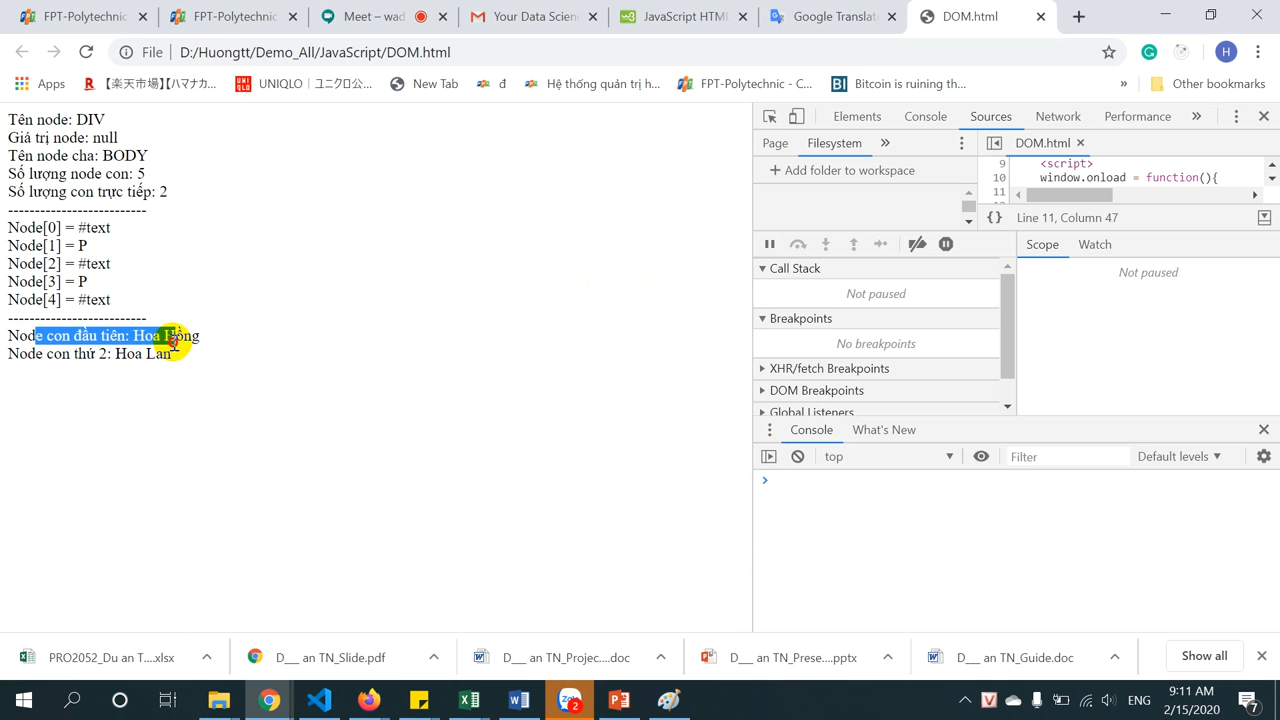 FPT-Polytechnic
FPT-Polytechnic
Meet – wad
Your Data Scien
JavaScript HTML
Google Translat
DOM.html
File
D:/Huongtt/Demo_All/JavaScript/DOM.html
H
Apps
【楽天市場】【ハマナカ...
UNIQLO｜ユニクロ公...
New Tab
đ
Hệ thống quản trị h...
FPT-Polytechnic - C...
BI
Bitcoin is ruining th...
»
Other bookmarks
Tên node: DIV
Giá trị node: null
Tên node cha: BODY
Số lượng node con: 5
Số lượng con trực tiếp: 2
--------------------------
Node[0] = #text
Node[1] = P
Node[2] = #text
Node[3] = P
Node[4] = #text
--------------------------
Node con đầu tiên: Hoa Hồng
Node con thứ 2: Hoa Lan
Elements
Console
Sources
Network
Performance
»
Page
Filesystem
»
DOM.html
+ Add folder to workspace
9 <script>
10 window.onload = function(){
11
{} Line 11, Column 47
Scope
Watch
Call Stack
Not paused
Not paused
Breakpoints
No breakpoints
XHR/fetch Breakpoints
DOM Breakpoints
Global Listeners
Console
What's New
top
Filter
Default levels
PRO2052_Du an T....xlsx
D___ an TN_Slide.pdf
D___ an TN_Projec....doc
D___ an TN_Prese....pptx
D___ an TN_Guide.doc
Show all
2
ENG
9:11 AM
2/15/2020
7